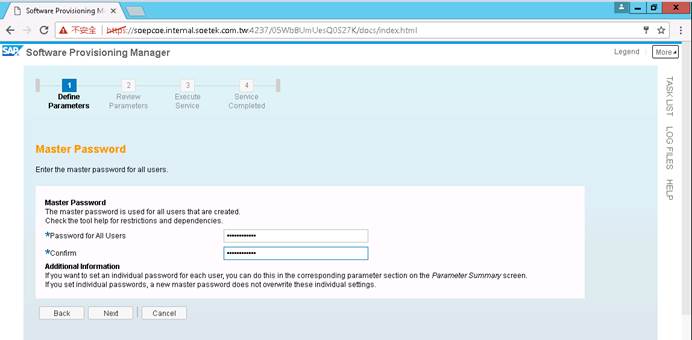 Software Provisioning M
不安全
https://soepcoe.internal.soetek.com.tw:4237/05WbBUmUesQ0S27K/docs/index.html
SAP Software Provisioning Manager
Legend
More
1
Define
Parameters
2
Review
Parameters
3
Execute
Service
4
Service
Completed
TASK LIST
LOG FILES
HELP
Master Password
Enter the master password for all users.
Master Password
The master password is used for all users that are created.
Check the tool help for restrictions and dependencies.
*Password for All Users ••••••••••••
*Confirm ••••••••••••
Additional Information
If you want to set an individual password for each user, you can do this in the corresponding parameter section on the Parameter Summary screen.
If you set individual passwords, a new master password does not overwrite these individual settings.
Back
Next
Cancel